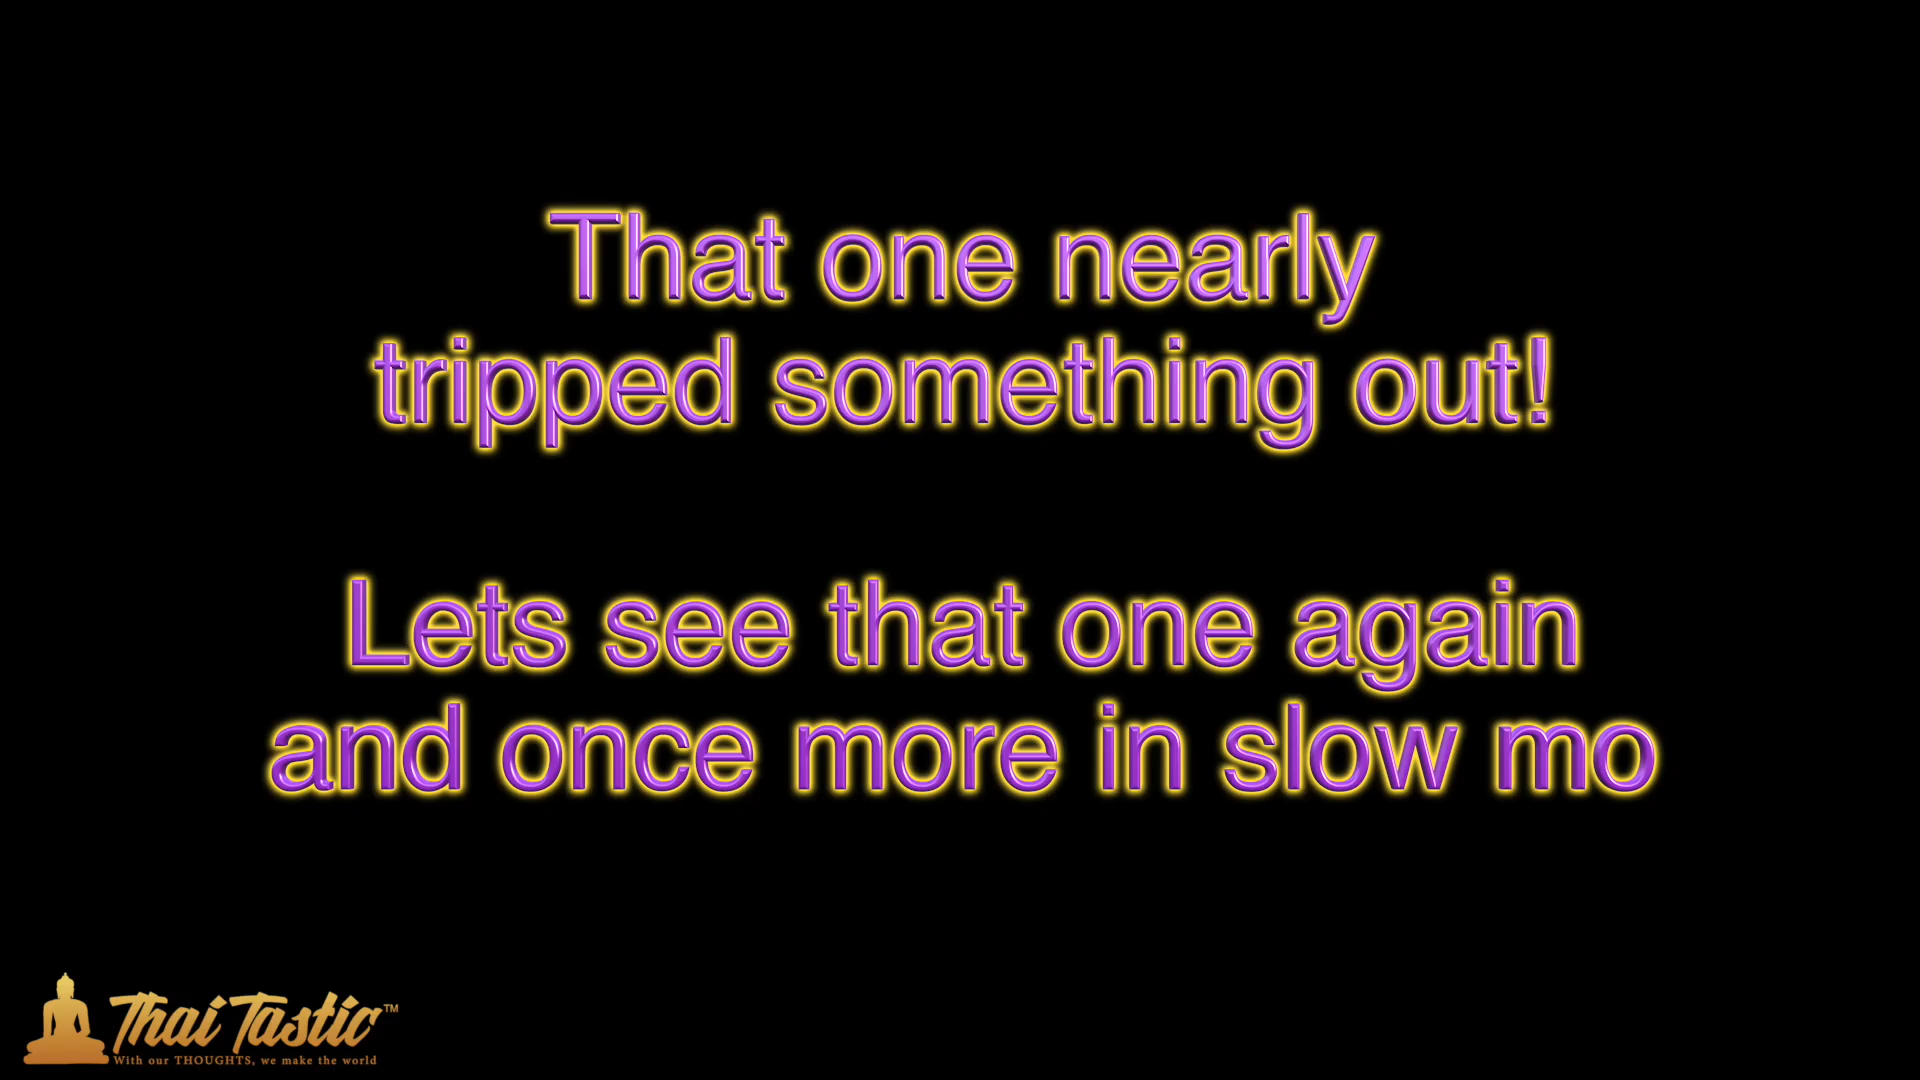 That one nearly
tripped something out!
Lets see that one again
and once more in slow mo
Thai Tastic™
With our THOUGHTS, we make the world